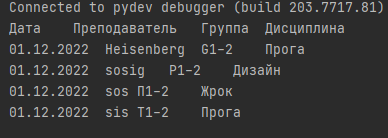 Connected to pydev debugger (build 203.7717.81)
Дата Преподаватель Группа Дисциплина
01.12.2022 Heisenberg G1-2 Прога
01.12.2022 sosig P1-2 Дизайн
01.12.2022 sos П1-2 Жрок
01.12.2022 sis T1-2 Прога